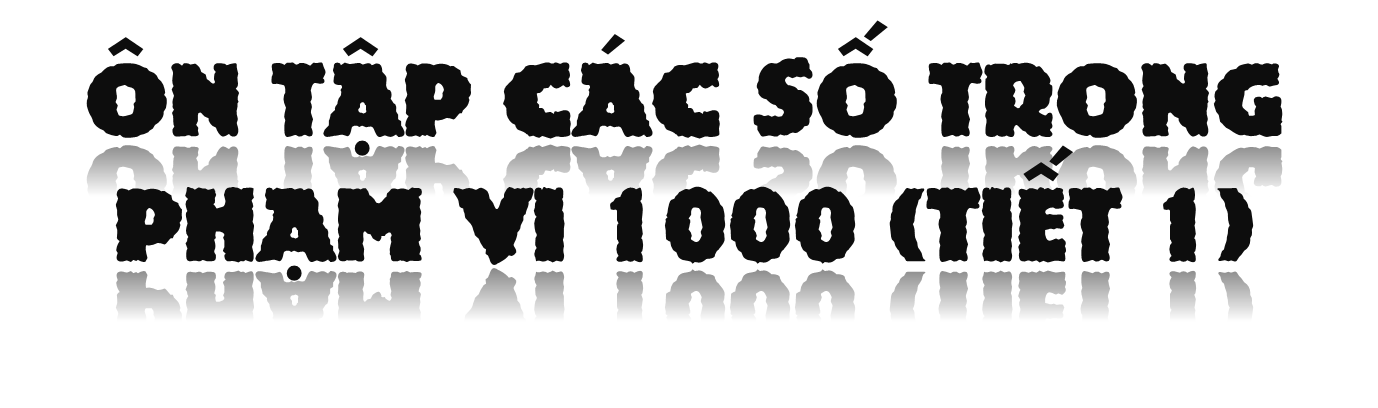 ÔN TẬP CÁC SỐ TRONG
PHẠM VI 1000 (TIẾT 1)